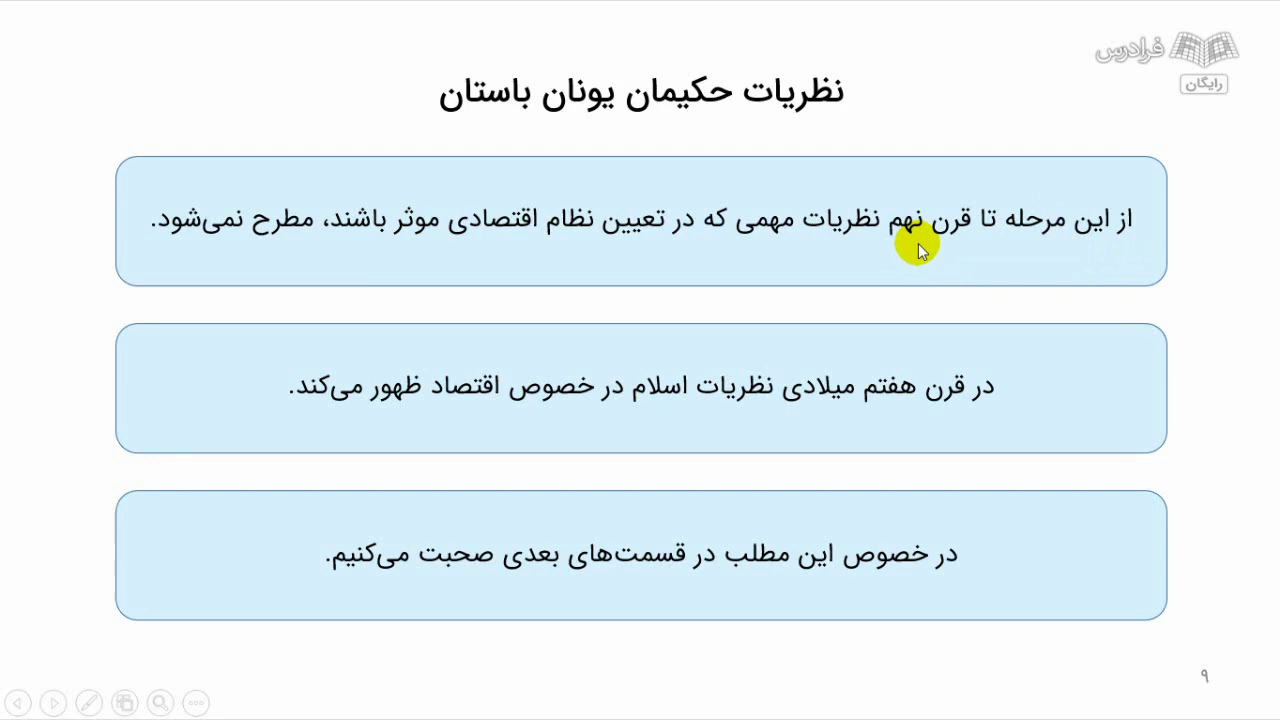 فرادرس
رایگان
نظریات حکیمان یونان باستان
از این مرحله تا قرن نهم نظریات مهمی که در تعیین نظام اقتصادی موثر باشند، مطرح نمی‌شود.
در قرن هفتم میلادی نظریات اسلام در خصوص اقتصاد ظهور می‌کند.
در خصوص این مطلب در قسمت‌های بعدی صحبت می‌کنیم.
۹